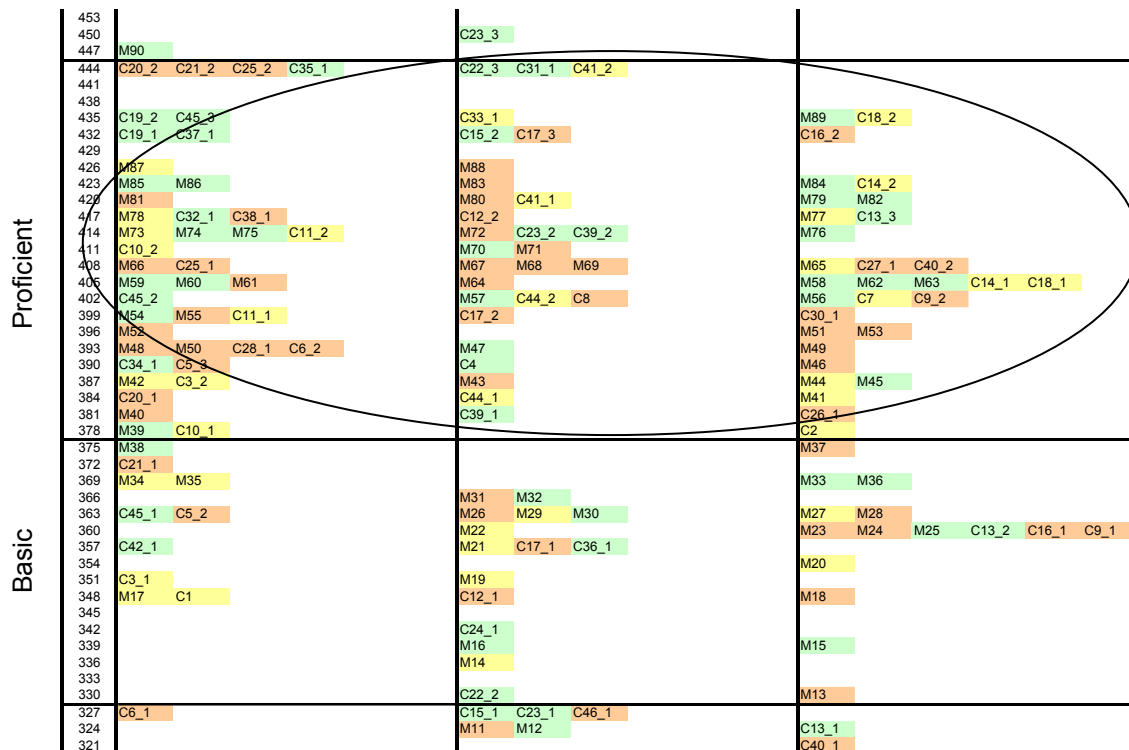 453
450 C23_3
447 M90
444 C20_2 C21_2 C25_2 C35_1 C22_3 C31_1 C41_2
441
438
435 C19_2 C45_3 C33_1 M89 C18_2
432 C19_1 C37_1 C15_2 C17_3 C16_2
429
426 M87 M88
423 M85 M86 M83 M84 C14_2
420 M81 M80 C41_1 M79 M82
417 M78 C32_1 C38_1 C12_2 M77 C13_3
414 M73 M74 M75 C11_2 M72 C23_2 C39_2 M76
411 C10_2 M70 M71
408 M66 C25_1 M67 M68 M69 M65 C27_1 C40_2
405 M59 M60 M61 M64 M58 M62 M63 C14_1 C18_1
402 C45_2 M57 C44_2 C8 M56 C7 C9_2
399 M54 M55 C11_1 C17_2 C30_1
396 M52 M51 M53
393 M48 M50 C28_1 C6_2 M47 M49
390 C34_1 C5_3 C4 M46
387 M42 C3_2 M43 M44 M45
384 C20_1 C44_1 M41
381 M40 C39_1 C26_1
378 M39 C10_1 C2
Proficient
375 M38 M37
372 C21_1
369 M34 M35 M33 M36
366 M31 M32
363 C45_1 C5_2 M26 M29 M30 M27 M28
360 M22 M23 M24 M25 C13_2 C16_1 C9_1
357 C42_1 M21 C17_1 C36_1
354 M20
351 C3_1 M19
348 M17 C1 C12_1 M18
345
342 C24_1
339 M16 M15
336 M14
333
330 C22_2 M13
Basic
327 C6_1 C15_1 C23_1 C46_1
324 M11 M12 C13_1
321 C40_1